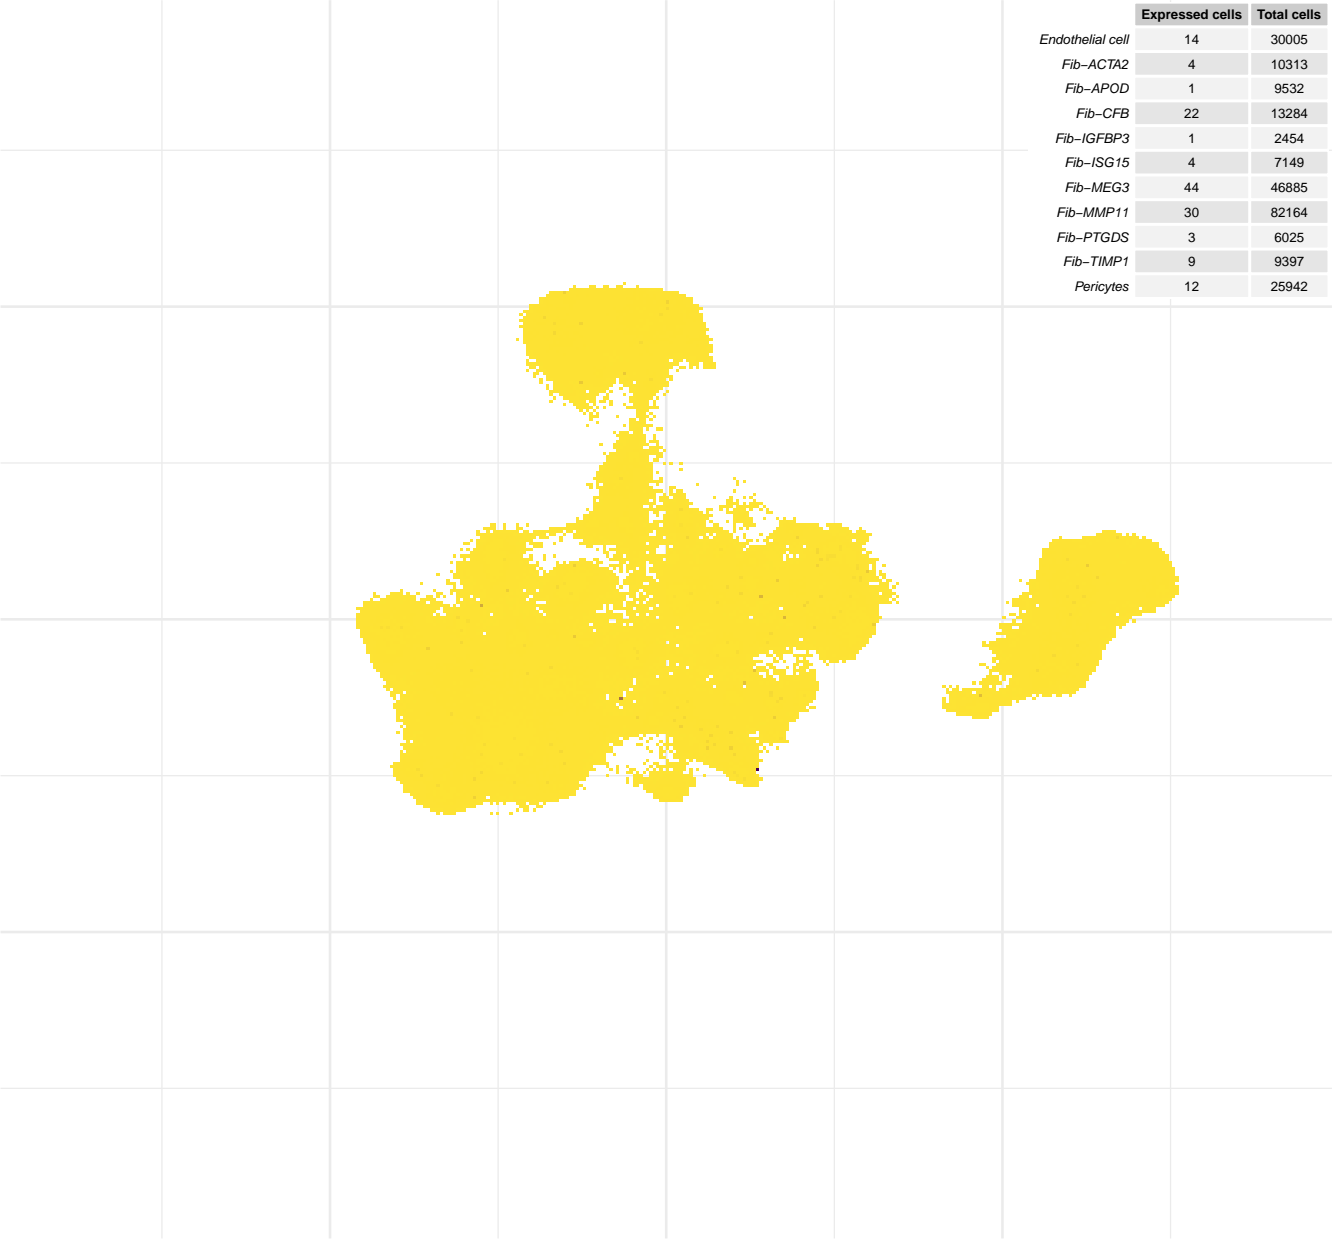 Expressed cells Total cells
Endothelial cell 14 30005
Fib−ACTA2 4 10313
Fib−APOD 1 9532
Fib−CFB 22 13284
Fib−IGFBP3 1 2454
Fib−ISG15 4 7149
Fib−MEG3 44 46885
Fib−MMP11 30 82164
Fib−PTGDS 3 6025
Fib−TIMP1 9 9397
Pericytes 12 25942